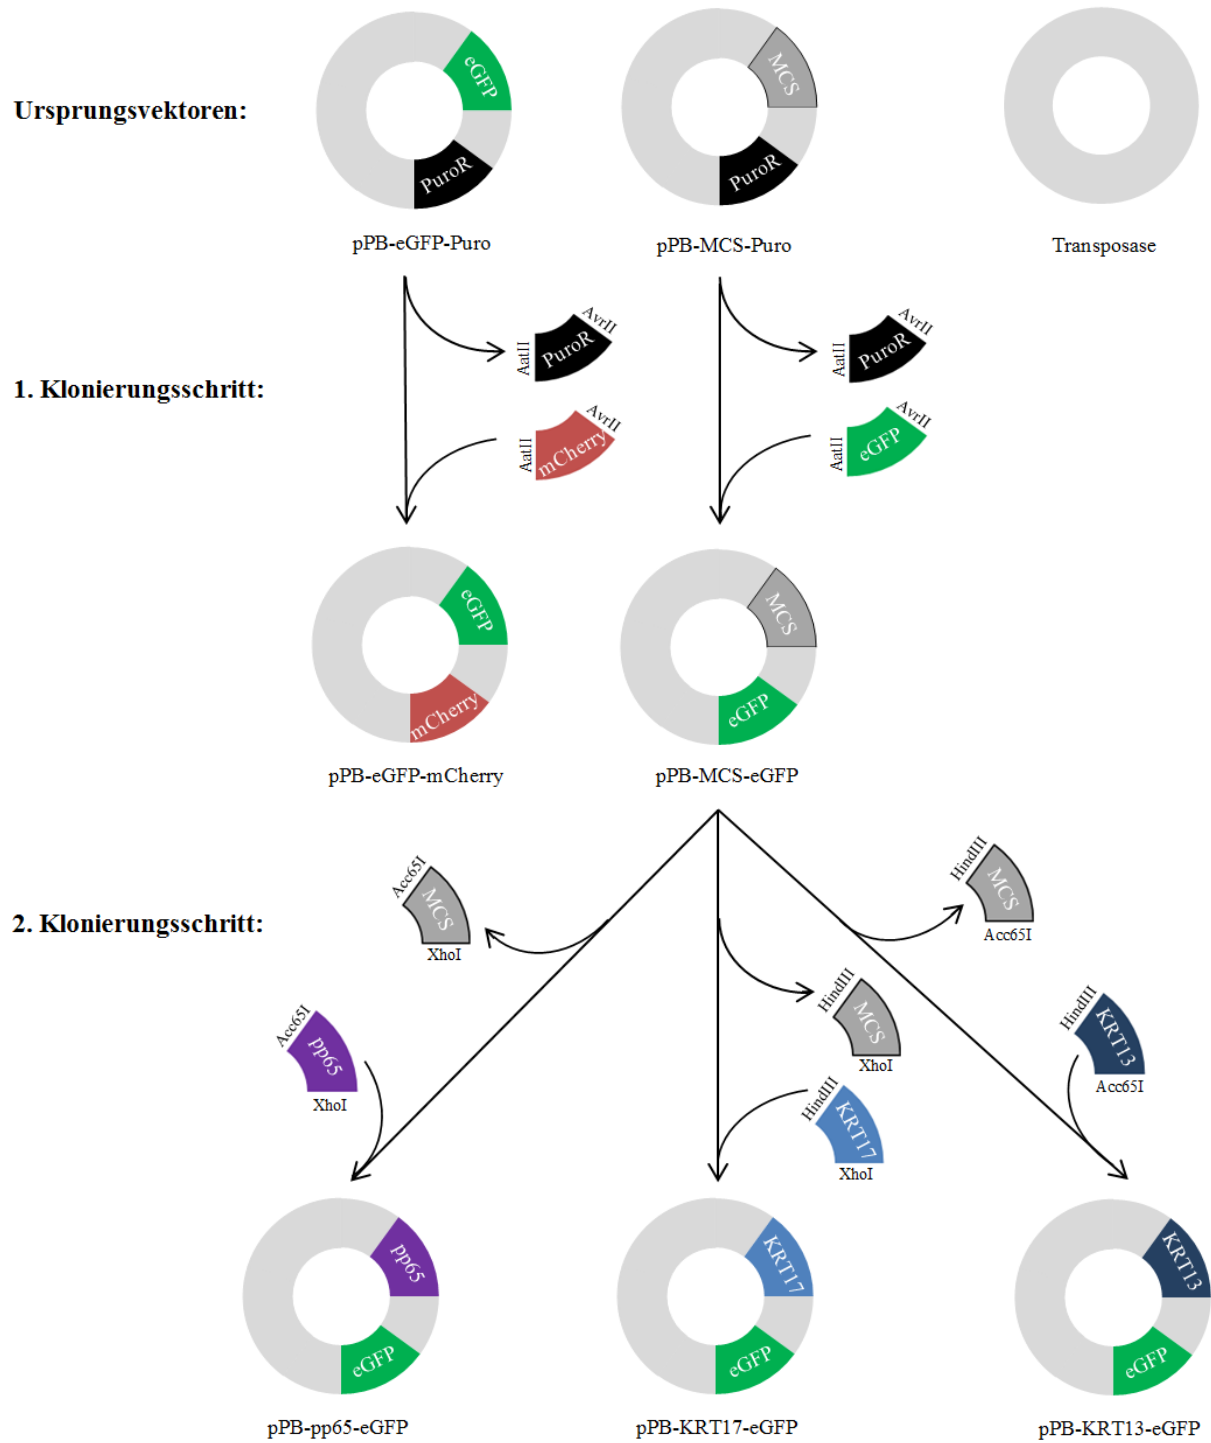 eGFP
PuroR
MCS
PuroR
Ursprungsvektoren:
pPB-eGFP-Puro
pPB-MCS-Puro
Transposase
AatII
PuroR
AvrII
AatII
PuroR
AvrII
1. Klonierungsschritt:
AatII
mCherry
AvrII
AatII
eGFP
AvrII
eGFP
mCherry
MCS
eGFP
pPB-eGFP-mCherry
pPB-MCS-eGFP
Acc65I
MCS
XhoI
HindIII
MCS
Acc65I
2. Klonierungsschritt:
HindIII
MCS
XhoI
Acc65I
pp65
XhoI
HindIII
KRT13
Acc65I
HindIII
KRT17
XhoI
pp65
eGFP
KRT17
eGFP
KRT13
eGFP
pPB-pp65-eGFP
pPB-KRT17-eGFP
pPB-KRT13-eGFP